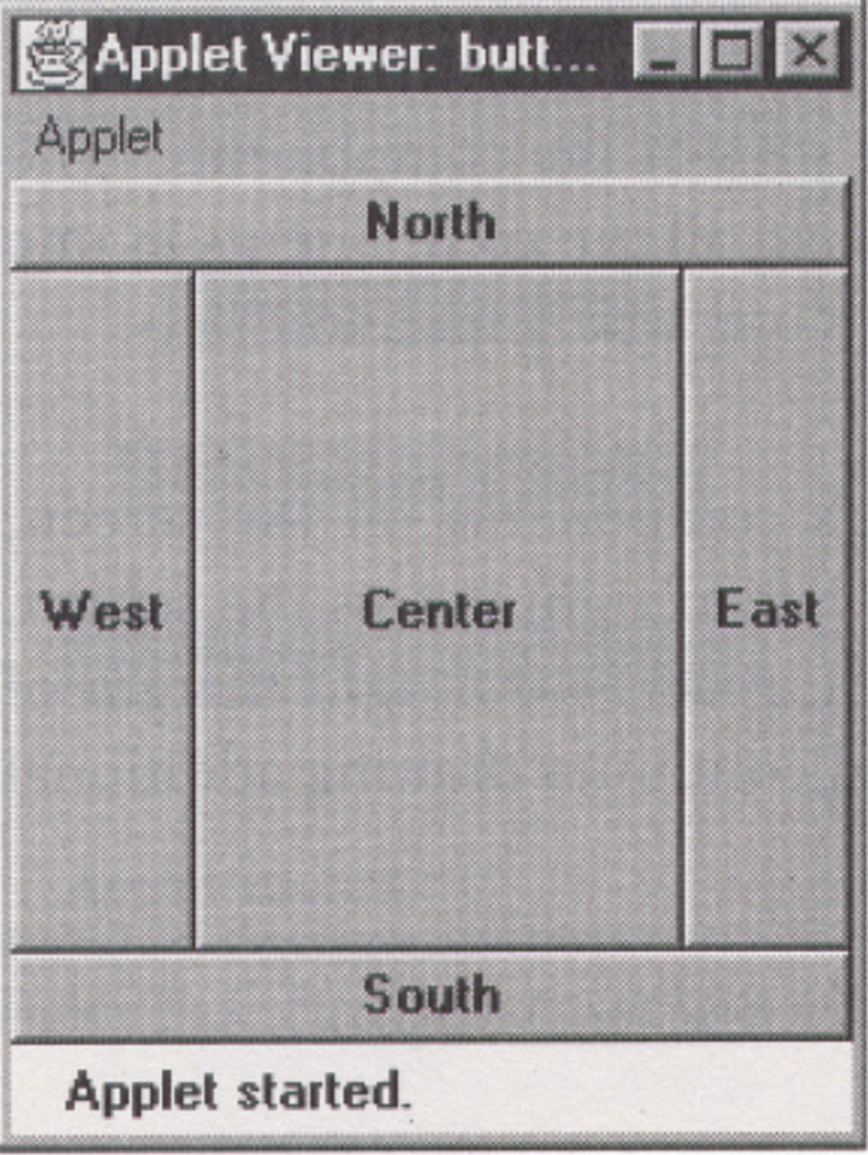 Applet Viewer: butt...
Applet
North
West Center East
South
Applet started.